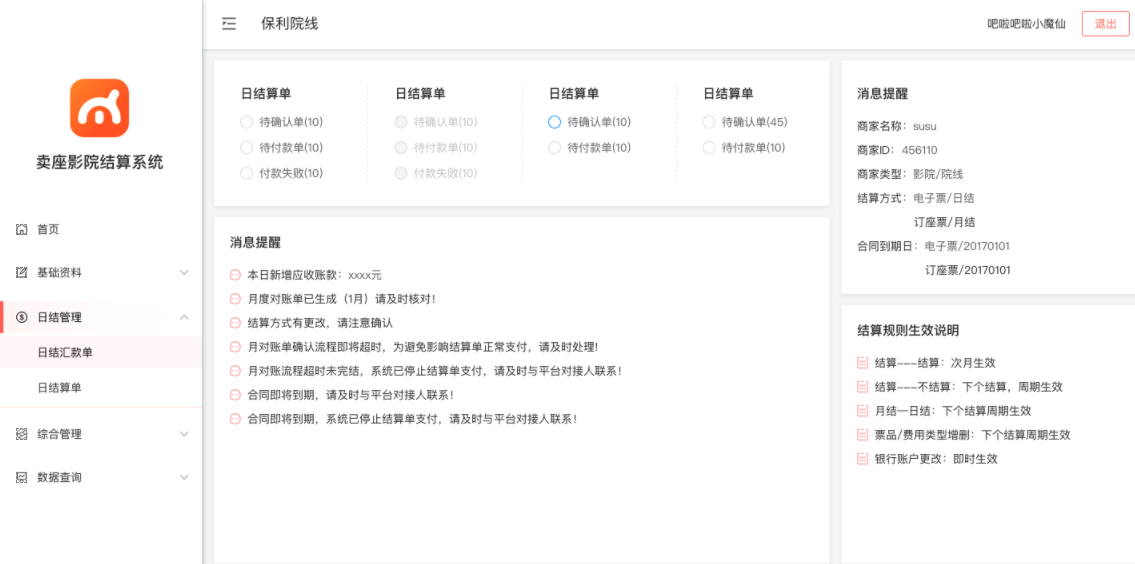 保利院线
吧啦吧啦小魔仙
退出
卖座影院结算系统
首页
基础资料
日结管理
日结汇款单
日结算单
综合管理
数据查询
日结算单
待确认单(10)
待付款单(10)
付款失败(10)
日结算单
待确认单(10)
待付款单(10)
付款失败(10)
日结算单
待确认单(10)
待付款单(10)
日结算单
待确认单(45)
待付款单(10)
消息提醒
本日新增应收账款：xxxx元
月度对账单已生成（1月）请及时核对！
结算方式有更改，请注意确认
月对账单确认流程即将超时，为避免影响结算单正常支付，请及时处理!
月对账流程超时未完结，系统已停止结算单支付，请及时与平台对接人联系！
合同即将到期，请及时与平台对接人联系！
合同即将到期，系统已停止结算单支付，请及时与平台对接人联系！
消息提醒
商家名称：susu
商家ID：456110
商家类型：影院/院线
结算方式：电子票/日结
订座票/月结
合同到期日：电子票/20170101
订座票/20170101
结算规则生效说明
结算---结算：次月生效
结算---不结算：下个结算，周期生效
月结—日结：下个结算周期生效
票品/费用类型增删：下个结算周期生效
银行账户更改：即时生效